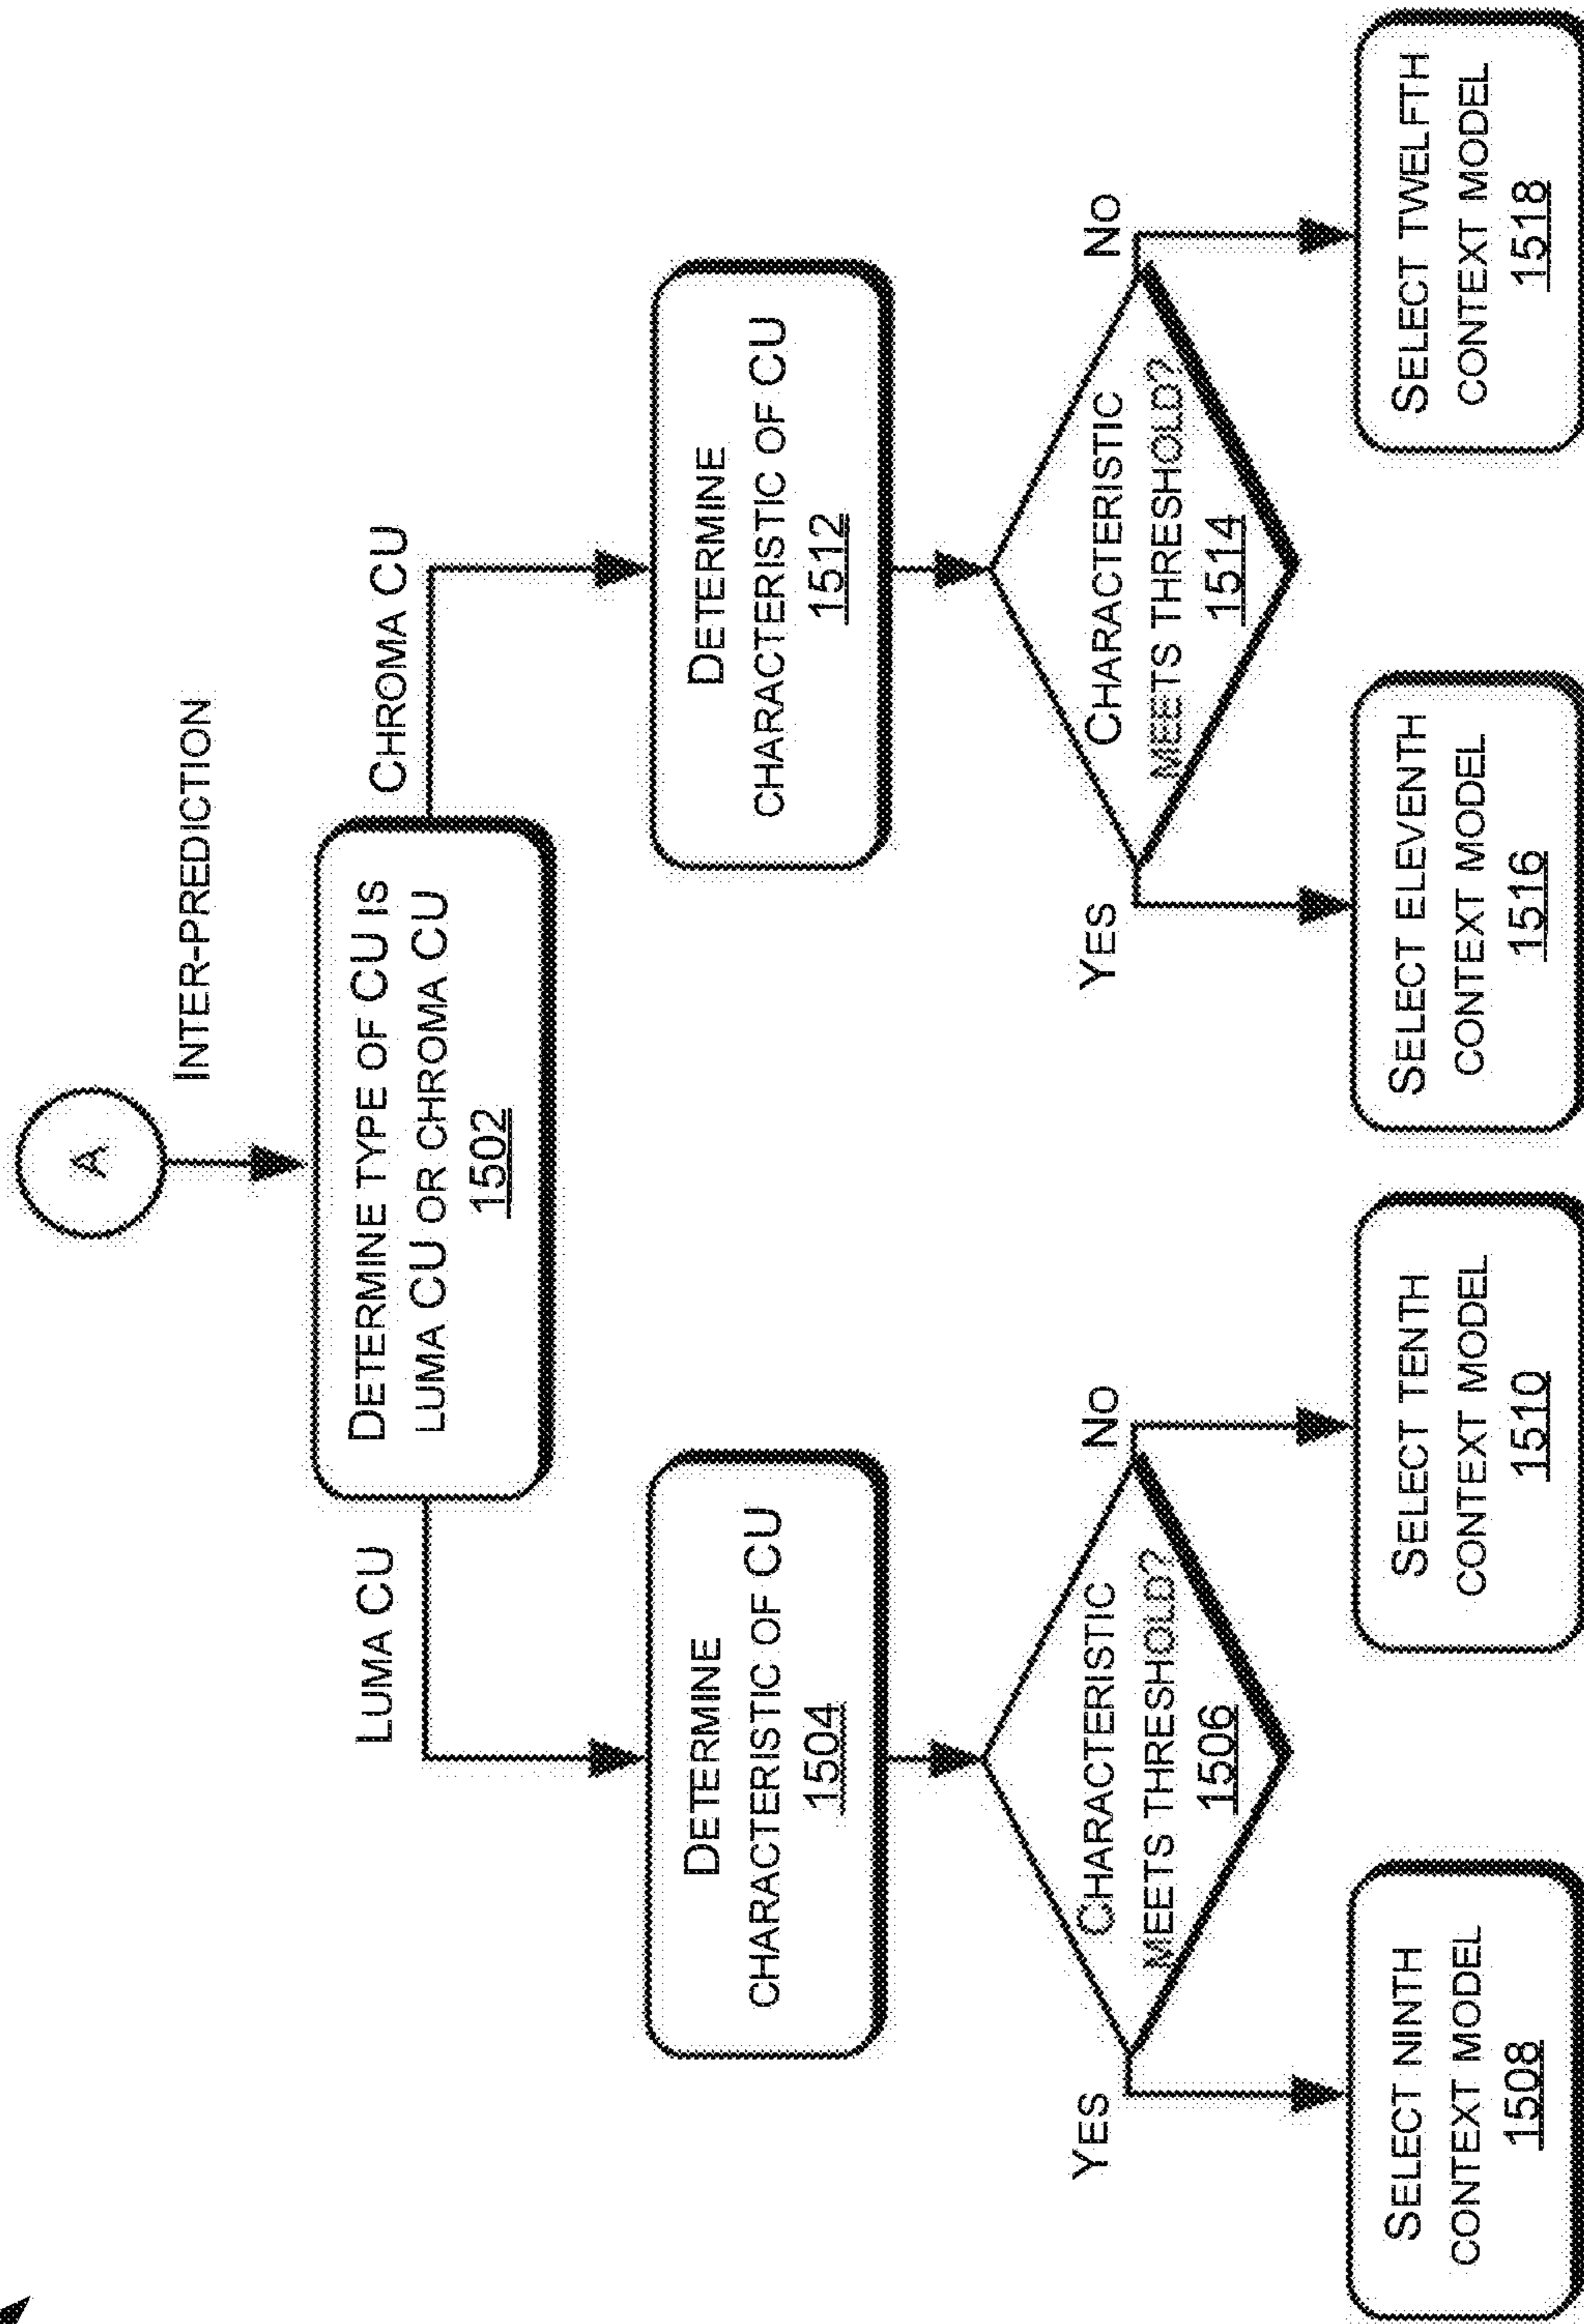 A
INTER-PREDICTION
DETERMINE TYPE OF CU IS
LUMA CU OR CHROMA CU
1502
LUMA CU
CHROMA CU
DETERMINE
CHARACTERISTIC OF CU
1504
DETERMINE
CHARACTERISTIC OF CU
1512
CHARACTERISTIC
MEETS THRESHOLD?
1506
YES
NO
CHARACTERISTIC
MEETS THRESHOLD?
1514
YES
NO
SELECT NINTH
CONTEXT MODEL
1508
SELECT TENTH
CONTEXT MODEL
1510
SELECT ELEVENTH
CONTEXT MODEL
1516
SELECT TWELFTH
CONTEXT MODEL
1518